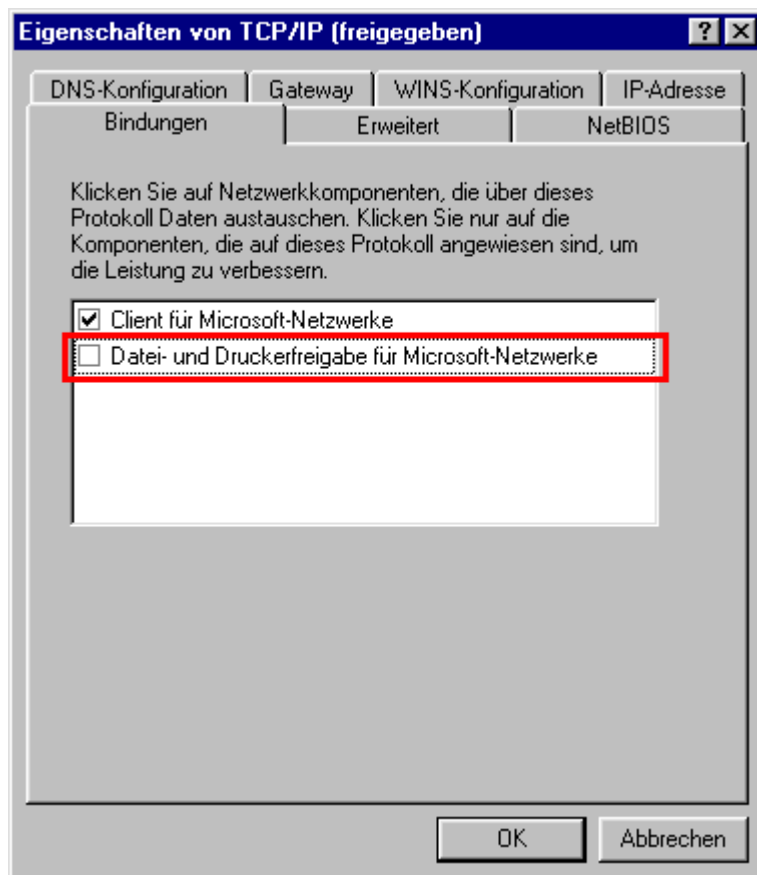 Eigenschaften von TCP/IP (freigegeben)
DNS-Konfiguration Gateway WINS-Konfiguration IP-Adresse
Bindungen Erweitert NetBIOS
Klicken Sie auf Netzwerkkomponenten, die über dieses
Protokoll Daten austauschen. Klicken Sie nur auf die
Komponenten, die auf dieses Protokoll angewiesen sind, um
die Leistung zu verbessern.
Client für Microsoft-Netzwerke
Datei- und Druckerfreigabe für Microsoft-Netzwerke
OK Abbrechen